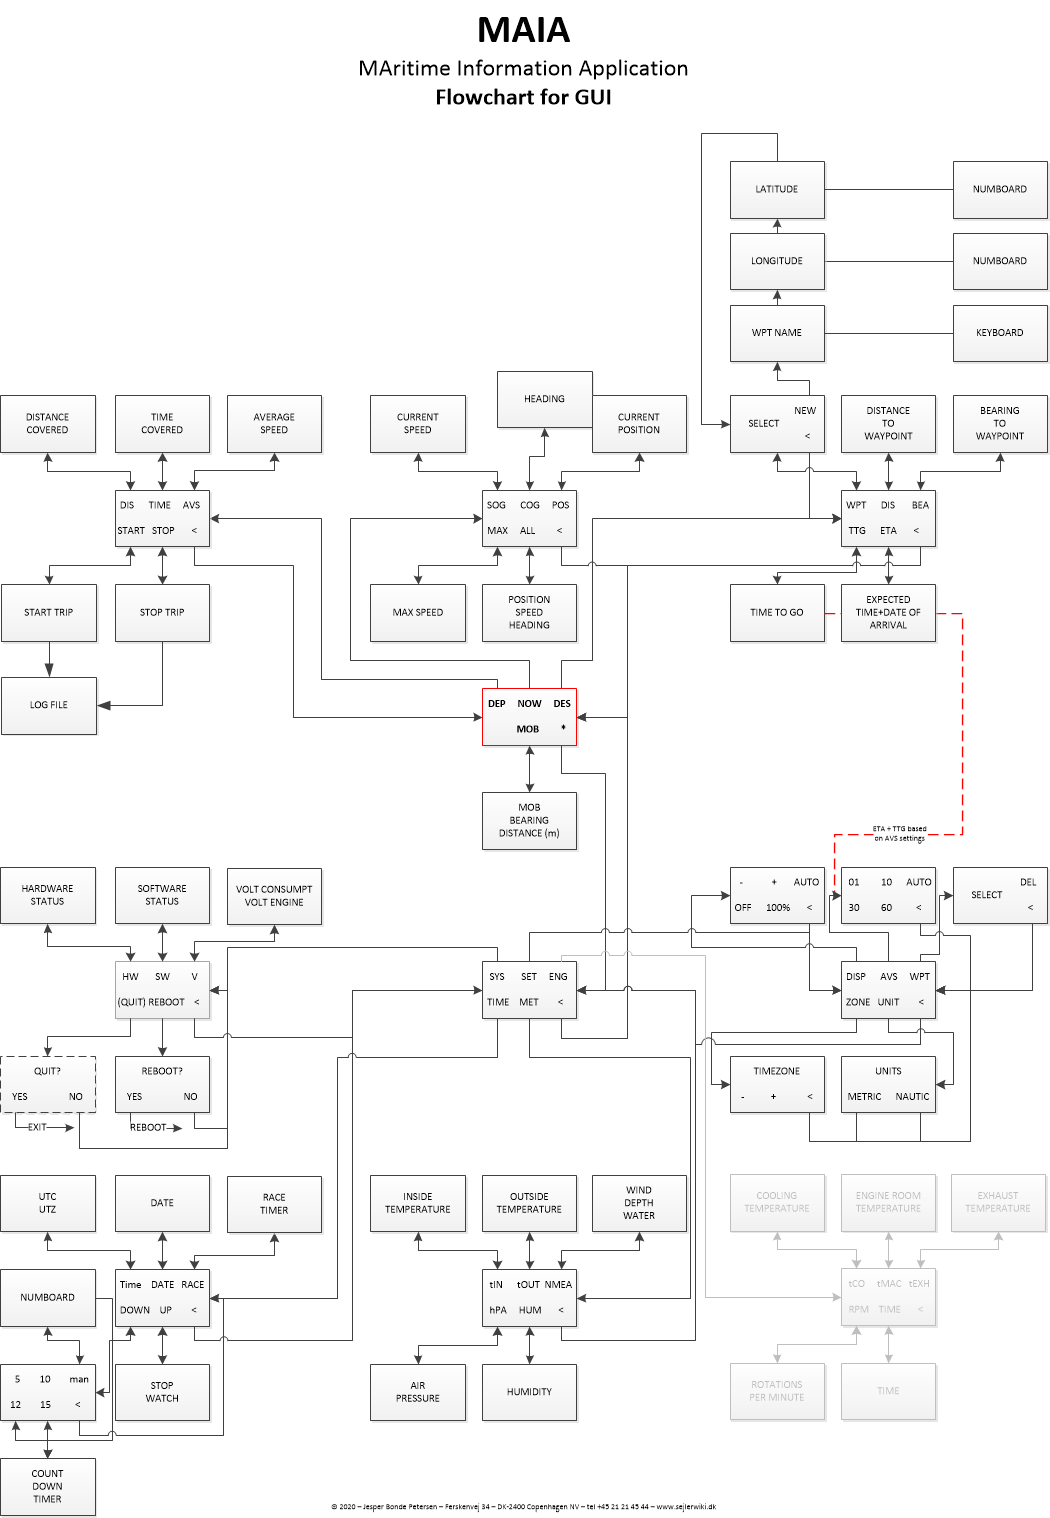 MAIA
MAritime Information Application
Flowchart for GUI
LATITUDE
NUMBOARD
LONGITUDE
NUMBOARD
WPT NAME
KEYBOARD
DISTANCE
COVERED
TIME
COVERED
AVERAGE
SPEED
CURRENT
SPEED
HEADING
CURRENT
POSITION
NEW
SELECT
<
DISTANCE
TO
WAYPOINT
BEARING
TO
WAYPOINT
DIS TIME AVS
START STOP <
SOG COG POS
MAX ALL <
WPT DIS BEA
TTG ETA <
START TRIP
STOP TRIP
MAX SPEED
POSITION
SPEED
HEADING
TIME TO GO
EXPECTED
TIME+DATE OF
ARRIVAL
LOG FILE
DEP NOW DES
MOB *
MOB
BEARING
DISTANCE (m)
ETA + TTG based
on AVS settings
HARDWARE
STATUS
SOFTWARE
STATUS
VOLT CONSUMPT
VOLT ENGINE
- + AUTO
OFF 100% <
01 10 AUTO
30 60 <
DEL
SELECT
<
HW SW V
(QUIT) REBOOT <
SYS SET ENG
TIME MET <
DISP AVS WPT
ZONE UNIT <
QUIT?
YES NO
REBOOT?
YES NO
TIMEZONE
- + <
UNITS
METRIC NAUTIC
EXIT
REBOOT
UTC
UTZ
DATE
RACE
TIMER
INSIDE
TEMPERATURE
OUTSIDE
TEMPERATURE
WIND
DEPTH
WATER
COOLING
TEMPERATURE
ENGINE ROOM
TEMPERATURE
EXHAUST
TEMPERATURE
NUMBOARD
Time DATE RACE
DOWN UP <
tIN tOUT NMEA
hPA HUM <
tCO tMAC tEXH
RPM TIME <
5 10 man
12 15 <
STOP
WATCH
AIR
PRESSURE
HUMIDITY
ROTATIONS
PER MINUTE
TIME
COUNT
DOWN
TIMER
© 2020 – Jesper Bonde Petersen – Ferskenvej 34 – DK-2400 Copenhagen NV – tel +45 21 21 45 44 – www.sejlerwiki.dk